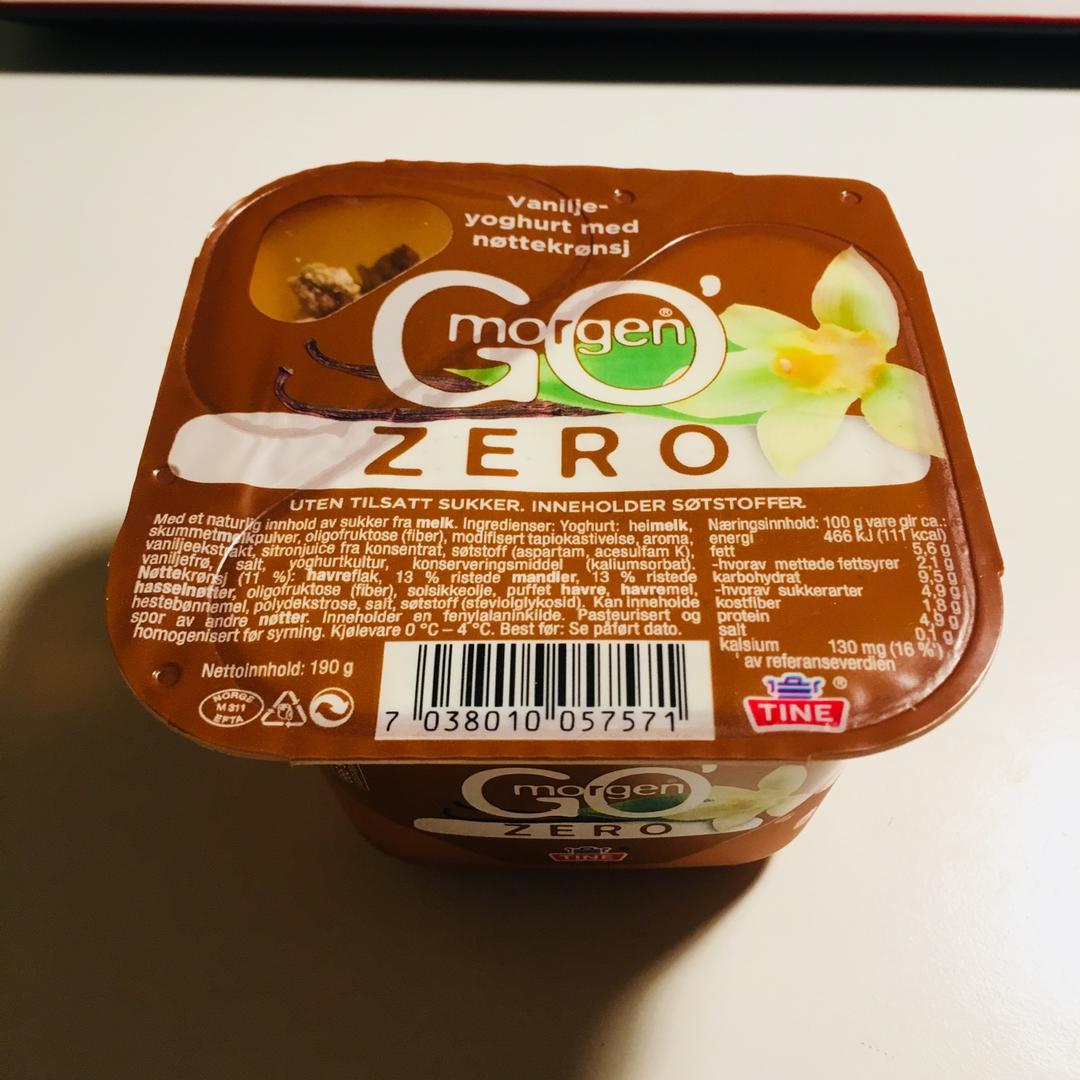 Vanilje-
yoghurt med
nøttekrønsj
GO'
morgen®
ZERO
UTEN TILSATT SUKKER. INNEHOLDER SØTSTOFFER.
Med et naturlig innhold av sukker fra melk. Ingredienser: Yoghurt: helmelk,
skummetmelkpulver, oligofruktose (fiber), modifisert tapiokastivelse, aroma,
vaniljeekstrakt, sitronjuice fra konsentrat, søtstoff (aspartam, acesulfam K),
vaniljefrø, salt, yoghurtkultur, konserveringsmiddel (kaliumsorbat).
Nøttekrønsj (11 %): havreflak, 13 % ristede mandler, 13 % ristede
hasselnøtter, oligofruktose (fiber), solsikkeolje, puffet havre, havremel,
hestebønnemel, polydekstrose, salt, søtstoff (steviolglykosid). Kan inneholde
spor av andre nøtter. Inneholder en fenylalaninkilde. Pasteurisert og
homogenisert før syrning. Kjølevare 0 °C – 4 °C. Best før: Se påført dato.
Næringsinnhold: 100 g vare gir ca.:
energi 466 kJ (111 kcal)
fett 5,6 g
-hvorav mettede fettsyrer 2,1 g
karbohydrat 9,5 g
-hvorav sukkerarter 4,9 g
kostfiber 1,8 g
protein 4,9 g
salt 0,1 g
kalsium 130 mg (16 %*)
*av referanseverdien
Nettoinnhold: 190 g
NORGE
M 311
EFTA
7 038010 057571
TINE®
GO'
morgen®
ZERO
TINE®